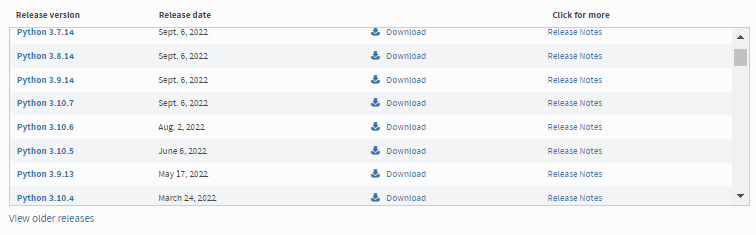 Release version Release date Click for more
Python 3.7.14 Sept. 6, 2022 Download Release Notes
Python 3.8.14 Sept. 6, 2022 Download Release Notes
Python 3.9.14 Sept. 6, 2022 Download Release Notes
Python 3.10.7 Sept. 6, 2022 Download Release Notes
Python 3.10.6 Aug. 2, 2022 Download Release Notes
Python 3.10.5 June 6, 2022 Download Release Notes
Python 3.9.13 May 17, 2022 Download Release Notes
Python 3.10.4 March 24, 2022 Download Release Notes
View older releases